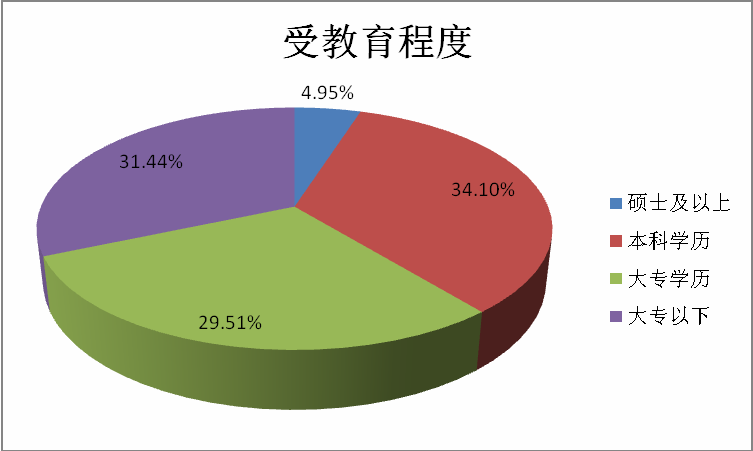 受教育程度
4.95%
31.44%
34.10%
29.51%
硕士及以上
本科学历
大专学历
大专以下